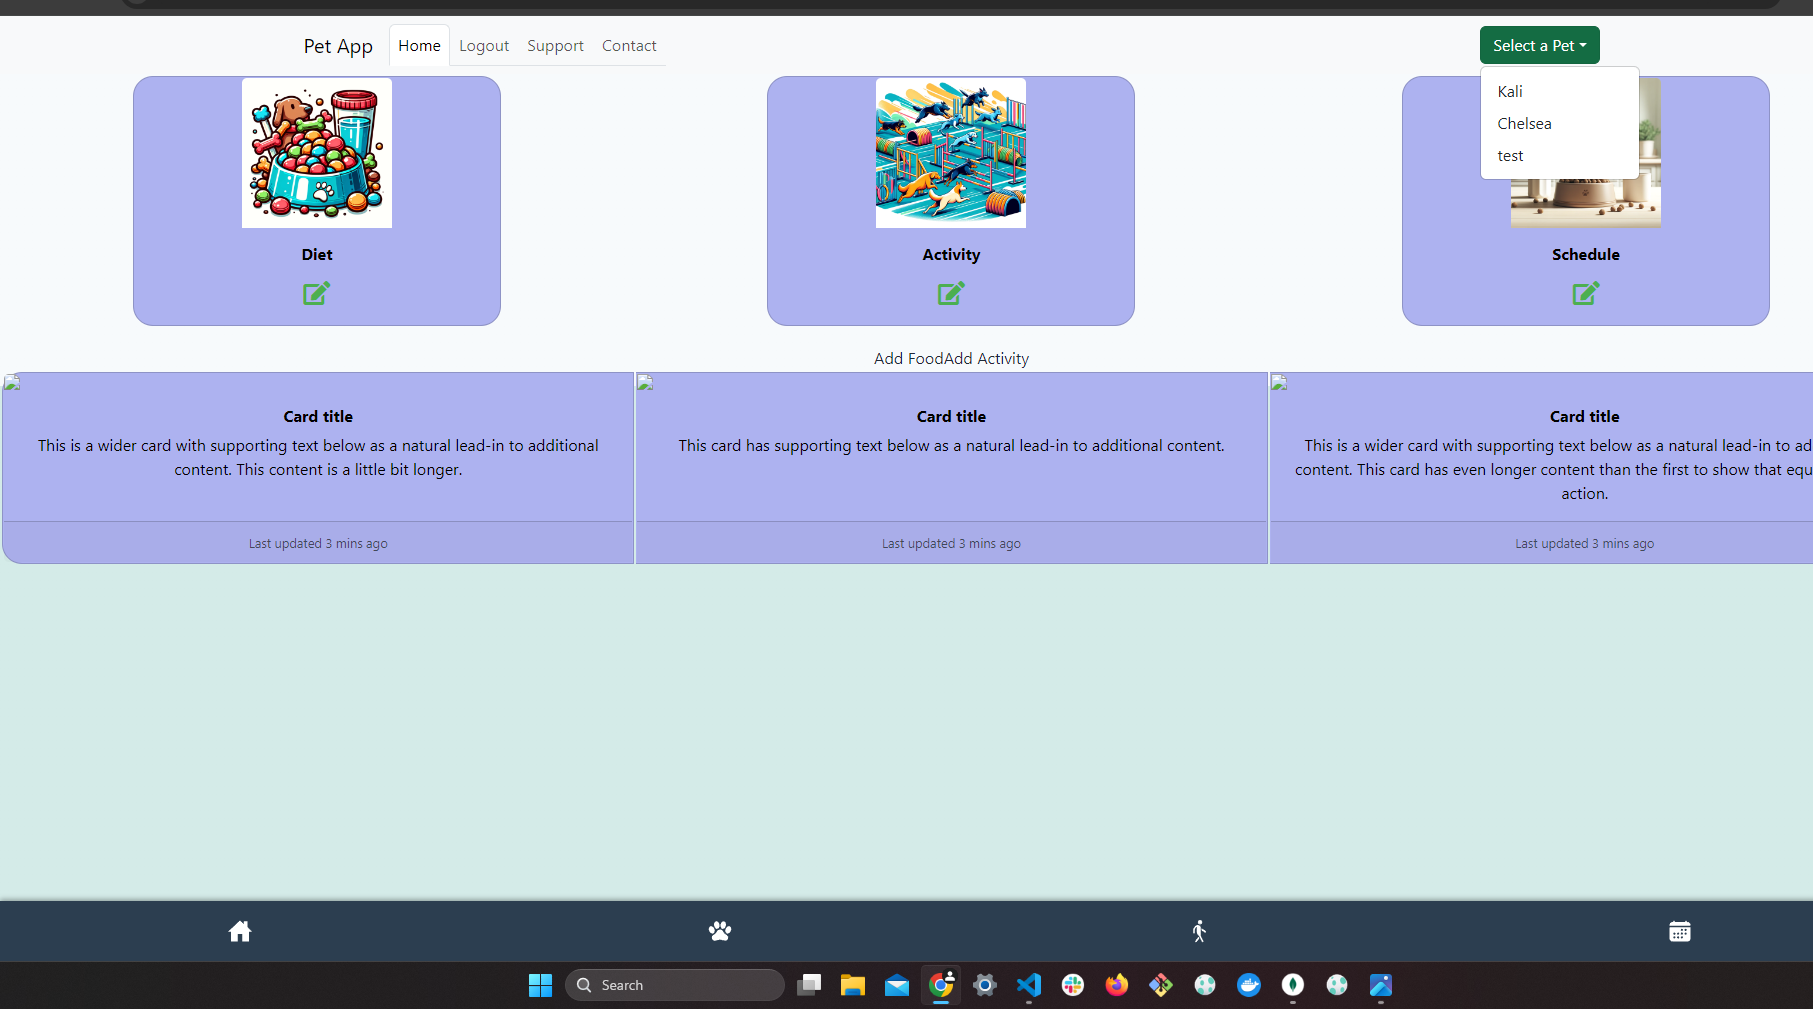 Pet App Home Logout Support Contact Select a Pet
Kali
Chelsea
test
Diet Activity Schedule
Add FoodAdd Activity
Card title
This is a wider card with supporting text below as a natural lead-in to additional
content. This content is a little bit longer.
Last updated 3 mins ago
Card title
This card has supporting text below as a natural lead-in to additional content.
Last updated 3 mins ago
Card title
This is a wider card with supporting text below as a natural lead-in to ad
content. This card has even longer content than the first to show that equ
action.
Last updated 3 mins ago
Search